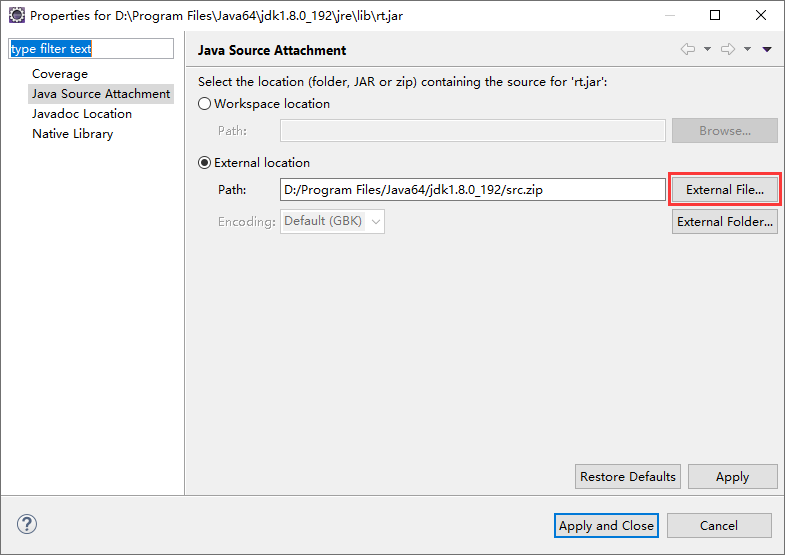 Properties for D:\Program Files\Java64\jdk1.8.0_192\jre\lib\rt.jar
type filter text
Coverage
Java Source Attachment
Javadoc Location
Native Library
Java Source Attachment
Select the location (folder, JAR or zip) containing the source for 'rt.jar':
Workspace location
Path:
Browse...
External location
Path: D:/Program Files/Java64/jdk1.8.0_192/src.zip External File...
Encoding: Default (GBK) External Folder...
Restore Defaults Apply
? Apply and Close Cancel